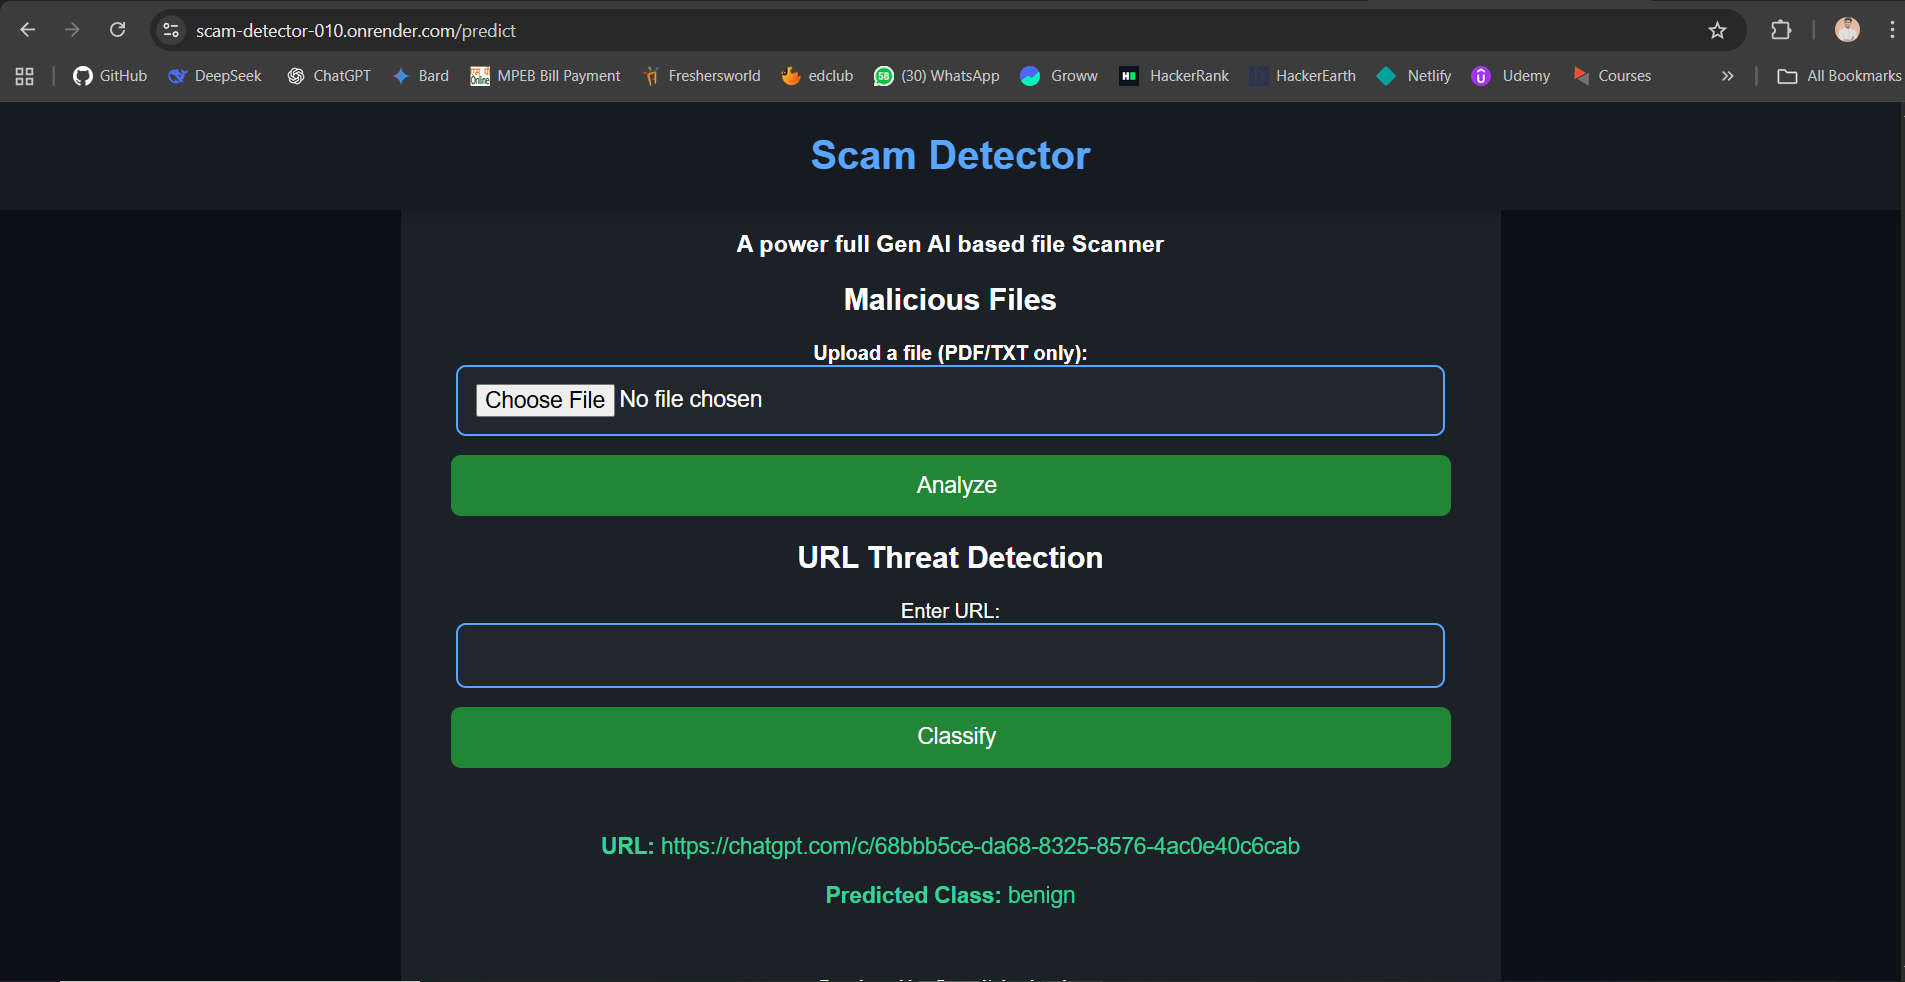 scam-detector-010.onrender.com/predict
GitHub DeepSeek ChatGPT Bard MPEB Bill Payment Freshersworld edclub 58 (30) WhatsApp Groww HackerRank HackerEarth Netlify Udemy Courses » All Bookmarks
Scam Detector
A power full Gen AI based file Scanner
Malicious Files
Upload a file (PDF/TXT only):
Choose File No file chosen
Analyze
URL Threat Detection
Enter URL:
Classify
URL: https://chatgpt.com/c/68bbb5ce-da68-8325-8576-4ac0e40c6cab
Predicted Class: benign